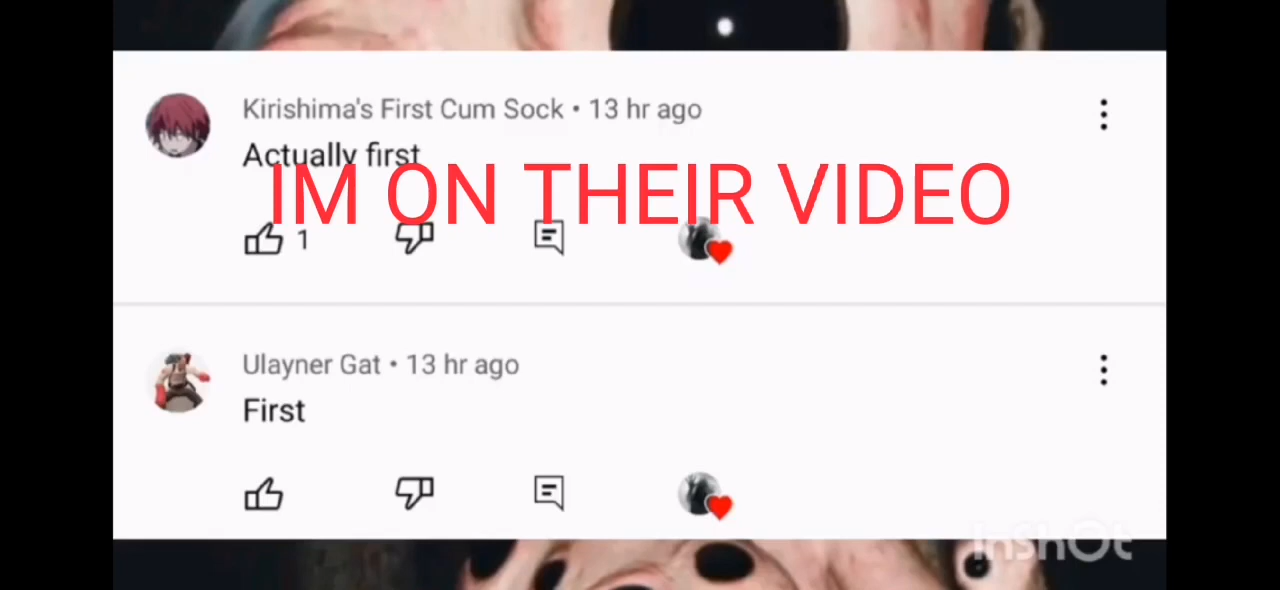 Kirishima's First Cum Sock • 13 hr ago
Actually first
IM ON THEIR VIDEO
1
Ulayner Gat • 13 hr ago
First
InShOt